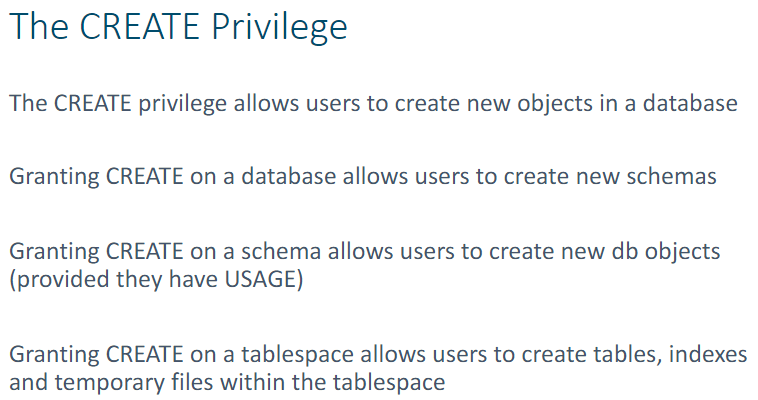 The CREATE Privilege
The CREATE privilege allows users to create new objects in a database
Granting CREATE on a database allows users to create new schemas
Granting CREATE on a schema allows users to create new db objects
(provided they have USAGE)
Granting CREATE on a tablespace allows users to create tables, indexes
and temporary files within the tablespace